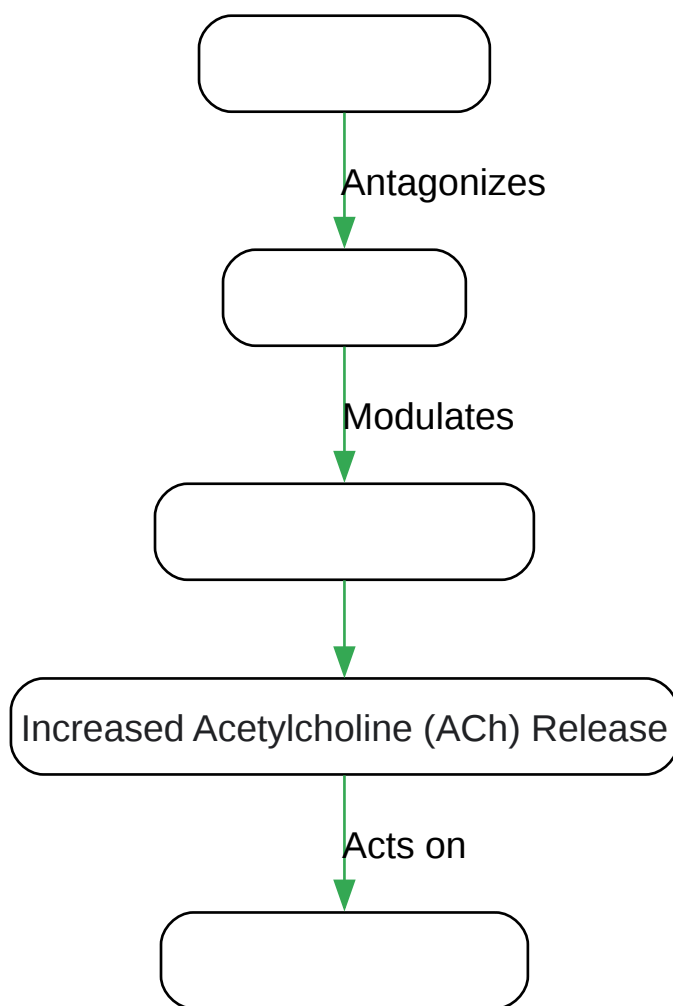 Antagonizes
Modulates
Increased Acetylcholine (ACh) Release
Acts on